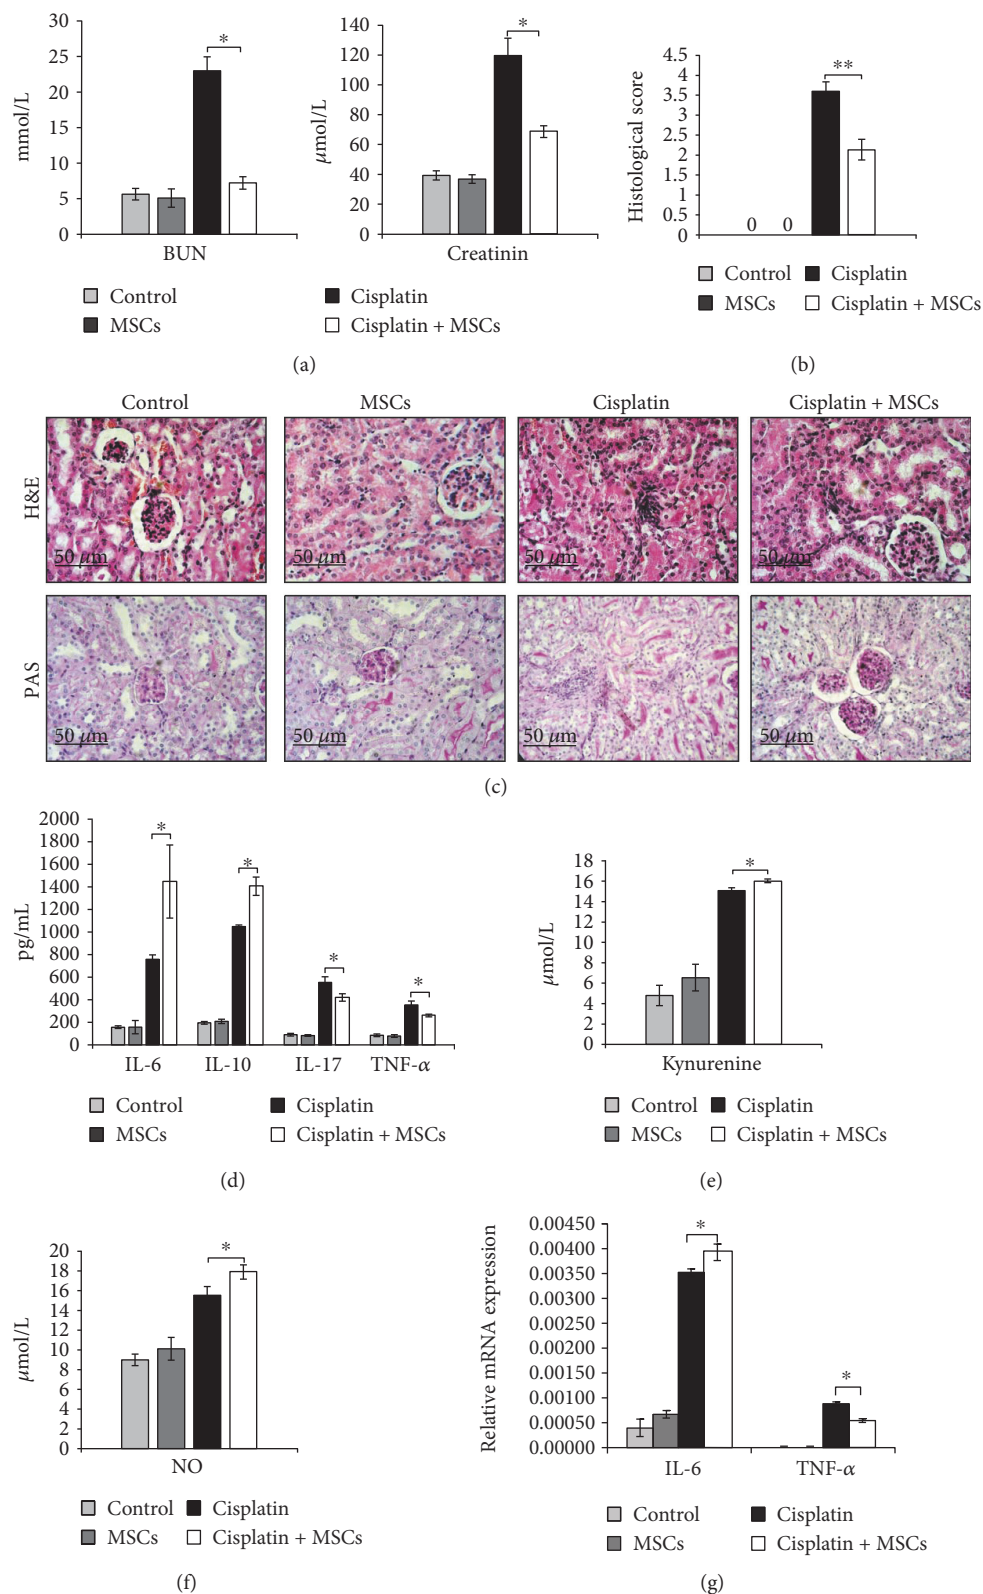 30
25
20
15
10
5
0
mmol/L
*
BUN
140
120
100
80
60
40
20
0
μmol/L
*
Creatinin
Control
MSCs
Cisplatin
Cisplatin + MSCs
(a)
4.5
4
3.5
3
2.5
2
1.5
1
0.5
0
Histological score
0 0
**
Control
MSCs
Cisplatin
Cisplatin + MSCs
(b)
Control MSCs Cisplatin Cisplatin + MSCs
H&E
50 μm 50 μm 50 μm 50 μm
PAS
50 μm 50 μm 50 μm 50 μm
(c)
2000
1800
1600
1400
1200
1000
800
600
400
200
0
pg/mL
* * * *
IL-6 IL-10 IL-17 TNF-α
Control
MSCs
Cisplatin
Cisplatin + MSCs
(d)
18
16
14
12
10
8
6
4
2
0
μmol/L
*
Kynurenine
Control
MSCs
Cisplatin
Cisplatin + MSCs
(e)
20
18
16
14
12
10
8
6
4
2
0
μmol/L
*
NO
Control
MSCs
Cisplatin
Cisplatin + MSCs
(f)
0.00450
0.00400
0.00350
0.00300
0.00250
0.00200
0.00150
0.00100
0.00050
0.00000
Relative mRNA expression
* *
IL-6 TNF-α
Control
MSCs
Cisplatin
Cisplatin + MSCs
(g)